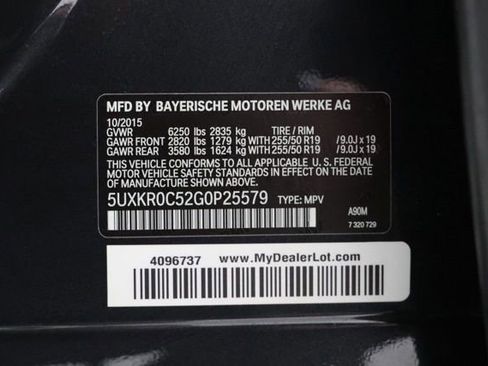 MFD BY BAYERISCHE MOTOREN WERKE AG
10/2015
GVWR 6250 lbs 2835 kg TIRE / RIM
GAWR FRONT 2820 lbs 1279 kg WITH 255/50 R19 /9.0J x 19
GAWR REAR 3580 lbs 1624 kg WITH 255/50 R19 /9.0J x 19
THIS VEHICLE CONFORMS TO ALL APPLICABLE U. S. FEDERAL
MOTOR VEHICLE SAFETY STANDARDS IN EFFECT ON THE DATE
OF MANUFACTURE SHOWN ABOVE.
5UXKR0C52G0P25579 TYPE: MPV
A90M
7 320 729
4096737 www.MyDealerLot.com